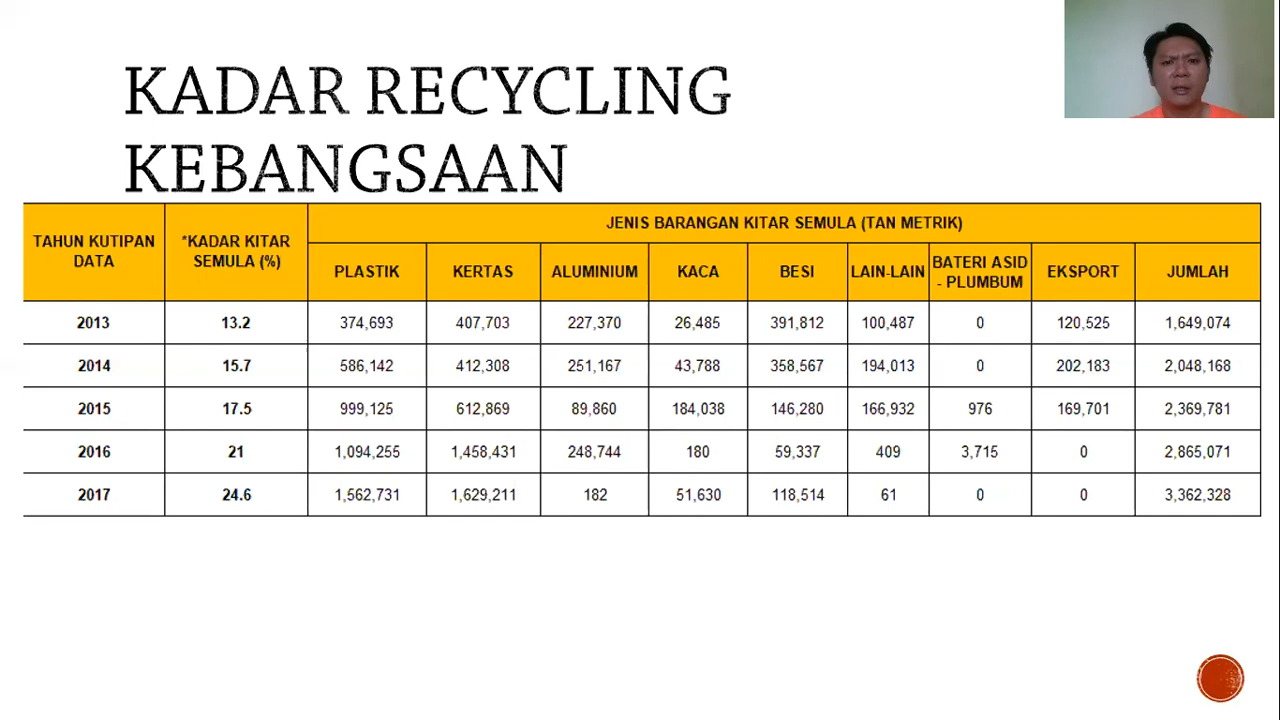 KADAR RECYCLING
KEBANGSAAN
TAHUN KUTIPAN DATA *KADAR KITAR SEMULA (%) JENIS BARANGAN KITAR SEMULA (TAN METRIK)
PLASTIK KERTAS ALUMINIUM KACA BESI LAIN-LAIN BATERI ASID - PLUMBUM EKSPORT JUMLAH
2013 13.2 374,693 407,703 227,370 26,485 391,812 100,487 0 120,525 1,649,074
2014 15.7 586,142 412,308 251,167 43,788 358,567 194,013 0 202,183 2,048,168
2015 17.5 999,125 612,869 89,860 184,038 146,280 166,932 976 169,701 2,369,781
2016 21 1,094,255 1,458,431 248,744 180 59,337 409 3,715 0 2,865,071
2017 24.6 1,562,731 1,629,211 182 51,630 118,514 61 0 0 3,362,328